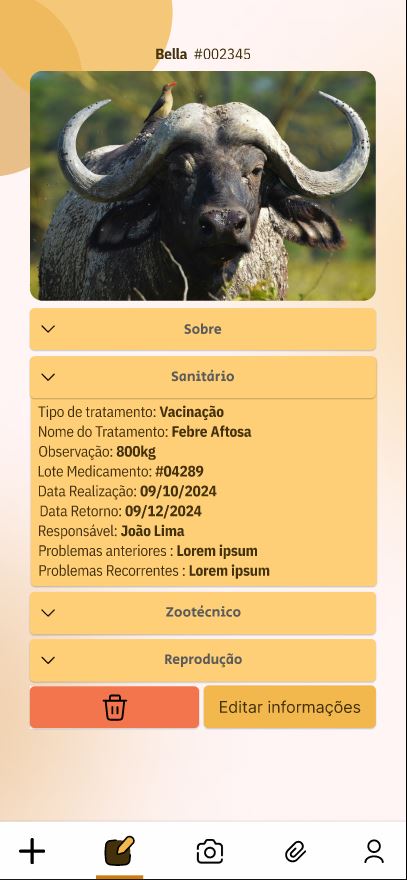 Bella #002345
Sobre
Sanitário
Tipo de tratamento: Vacinação
Nome do Tratamento: Febre Aftosa
Observação: 800kg
Lote Medicamento: #04289
Data Realização: 09/10/2024
Data Retorno: 09/12/2024
Responsável: João Lima
Problemas anteriores : Lorem ipsum
Problemas Recorrentes : Lorem ipsum
Zootécnico
Reprodução
Editar informações